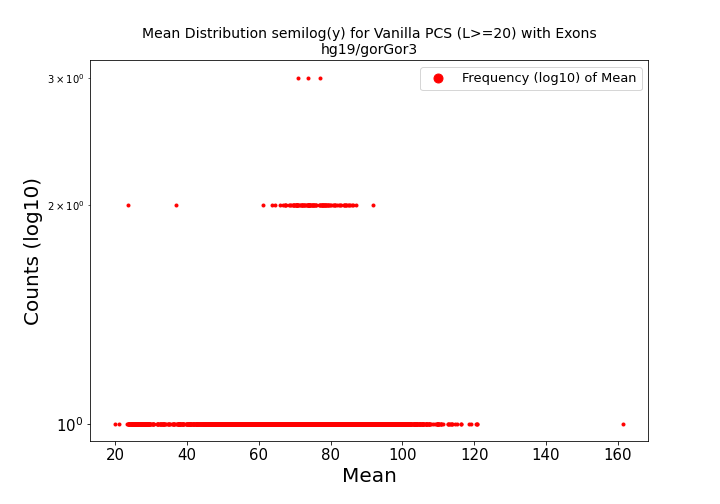 Mean Distribution semilog(y) for Vanilla PCS (L>=20) with Exons
hg19/gorGor3
Frequency (log10) of Mean
Counts (log10)
3 × 10⁰
2 × 10⁰
10⁰
20 40 60 80 100 120 140 160
Mean